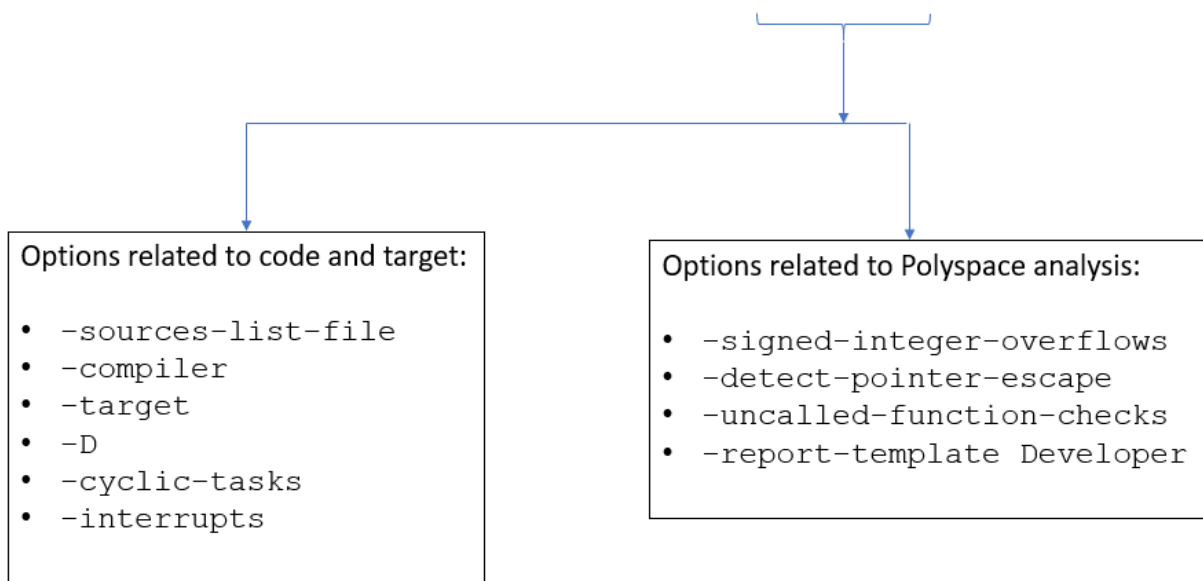 Options related to code and target:
• -sources-list-file
• -compiler
• -target
• -D
• -cyclic-tasks
• -interrupts
Options related to Polyspace analysis:
• -signed-integer-overflows
• -detect-pointer-escape
• -uncalled-function-checks
• -report-template Developer